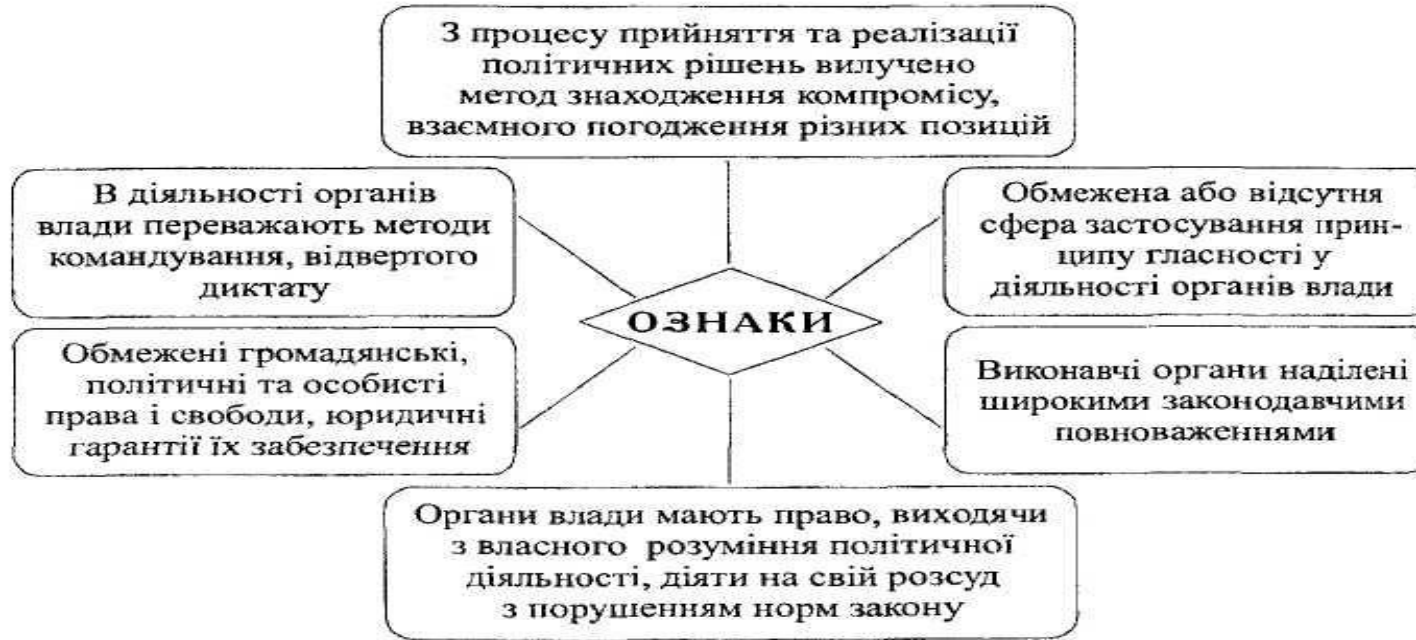 З процесу прийняття та реалізації
політичних рішень вилучено
метод знаходження компромісу,
взаємного погодження різних позицій
В діяльності органів
влади переважають методи
командування, відвертого
диктату
Обмежена або відсутня
сфера застосування прин-
ципу гласності у
діяльності органів влади
ОЗНАКИ
Обмежені громадянські,
політичні та особисті
права і свободи, юридичні
гарантії їх забезпечення
Виконавчі органи наділені
широкими законодавчими
повноваженнями
Органи влади мають право, виходячи
з власного розуміння політичної
діяльності, діяти на свій розсуд
з порушенням норм закону